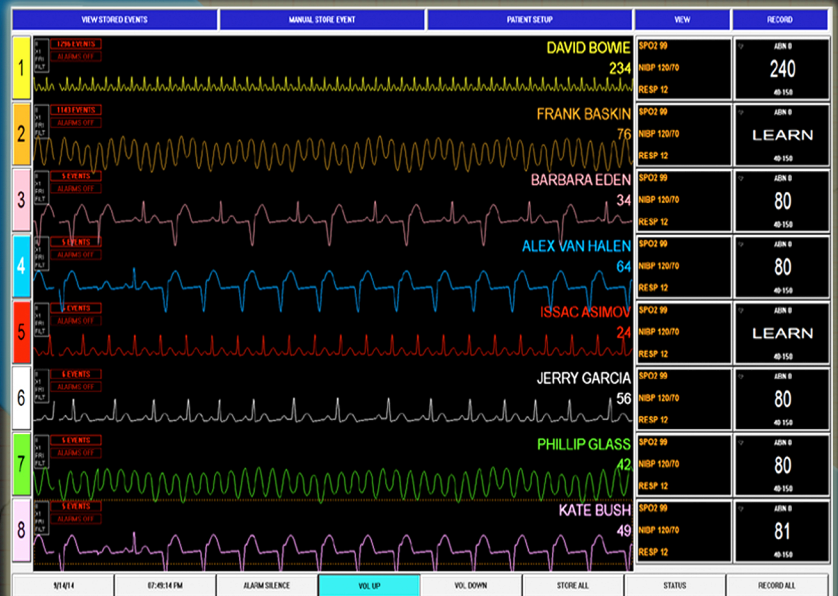 VIEW STORED EVENTS
MANUAL STORE EVENT
PATIENT SETUP
VIEW
RECORD
1
1296 EVENTS
ALARMS OFF
DAVID BOWIE
234
SPO2 99
NIBP 120/70
RESP 12
ABN 0
240
40-150
2
1143 EVENTS
ALARMS OFF
FRANK BASKIN
76
SPO2 99
NIBP 120/70
RESP 12
ABN 0
LEARN
40-150
3
5 EVENTS
ALARMS OFF
BARBARA EDEN
34
SPO2 99
NIBP 120/70
RESP 12
ABN 0
80
40-150
4
5 EVENTS
ALARMS OFF
ALEX VAN HALEN
64
SPO2 99
NIBP 120/70
RESP 12
ABN 0
80
40-150
5
5 EVENTS
ALARMS OFF
ISSAC ASIMOV
24
SPO2 99
NIBP 120/70
RESP 12
ABN 0
LEARN
40-150
6
6 EVENTS
ALARMS OFF
JERRY GARCIA
56
SPO2 99
NIBP 120/70
RESP 12
ABN 0
80
40-150
7
5 EVENTS
ALARMS OFF
PHILLIP GLASS
42
SPO2 99
NIBP 120/70
RESP 12
ABN 0
80
40-150
8
5 EVENTS
ALARMS OFF
KATE BUSH
49
SPO2 99
NIBP 120/70
RESP 12
ABN 0
81
40-150
9/14/14
07:49:14 PM
ALARM SILENCE
VOL UP
VOL DOWN
STORE ALL
STATUS
RECORD ALL